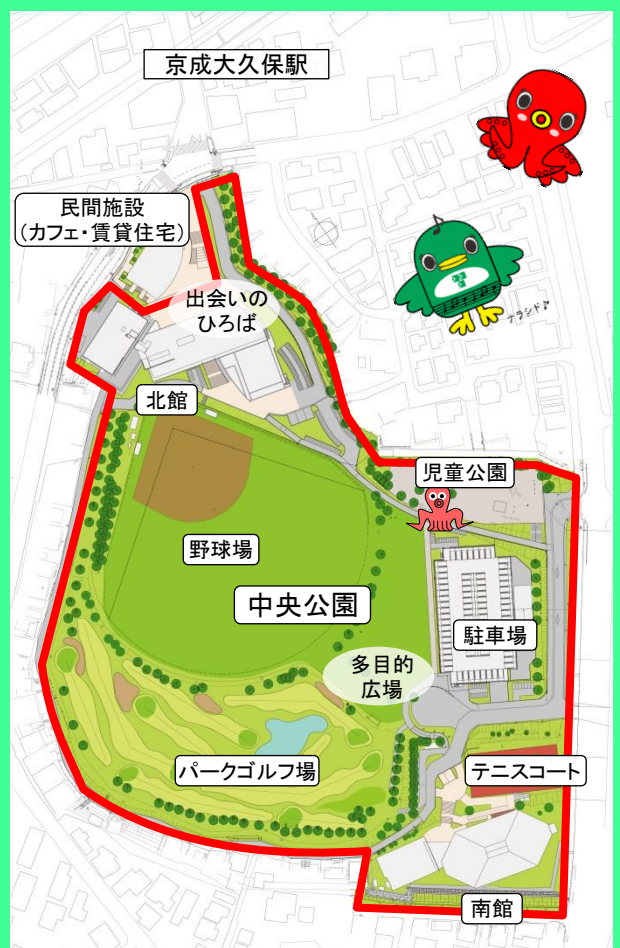 京成大久保駅
民間施設
(カフェ・賃貸住宅)
出会いの
ひろば
ナラシド♪
北館
児童公園
野球場
中央公園
駐車場
多目的
広場
パークゴルフ場
テニスコート
南館